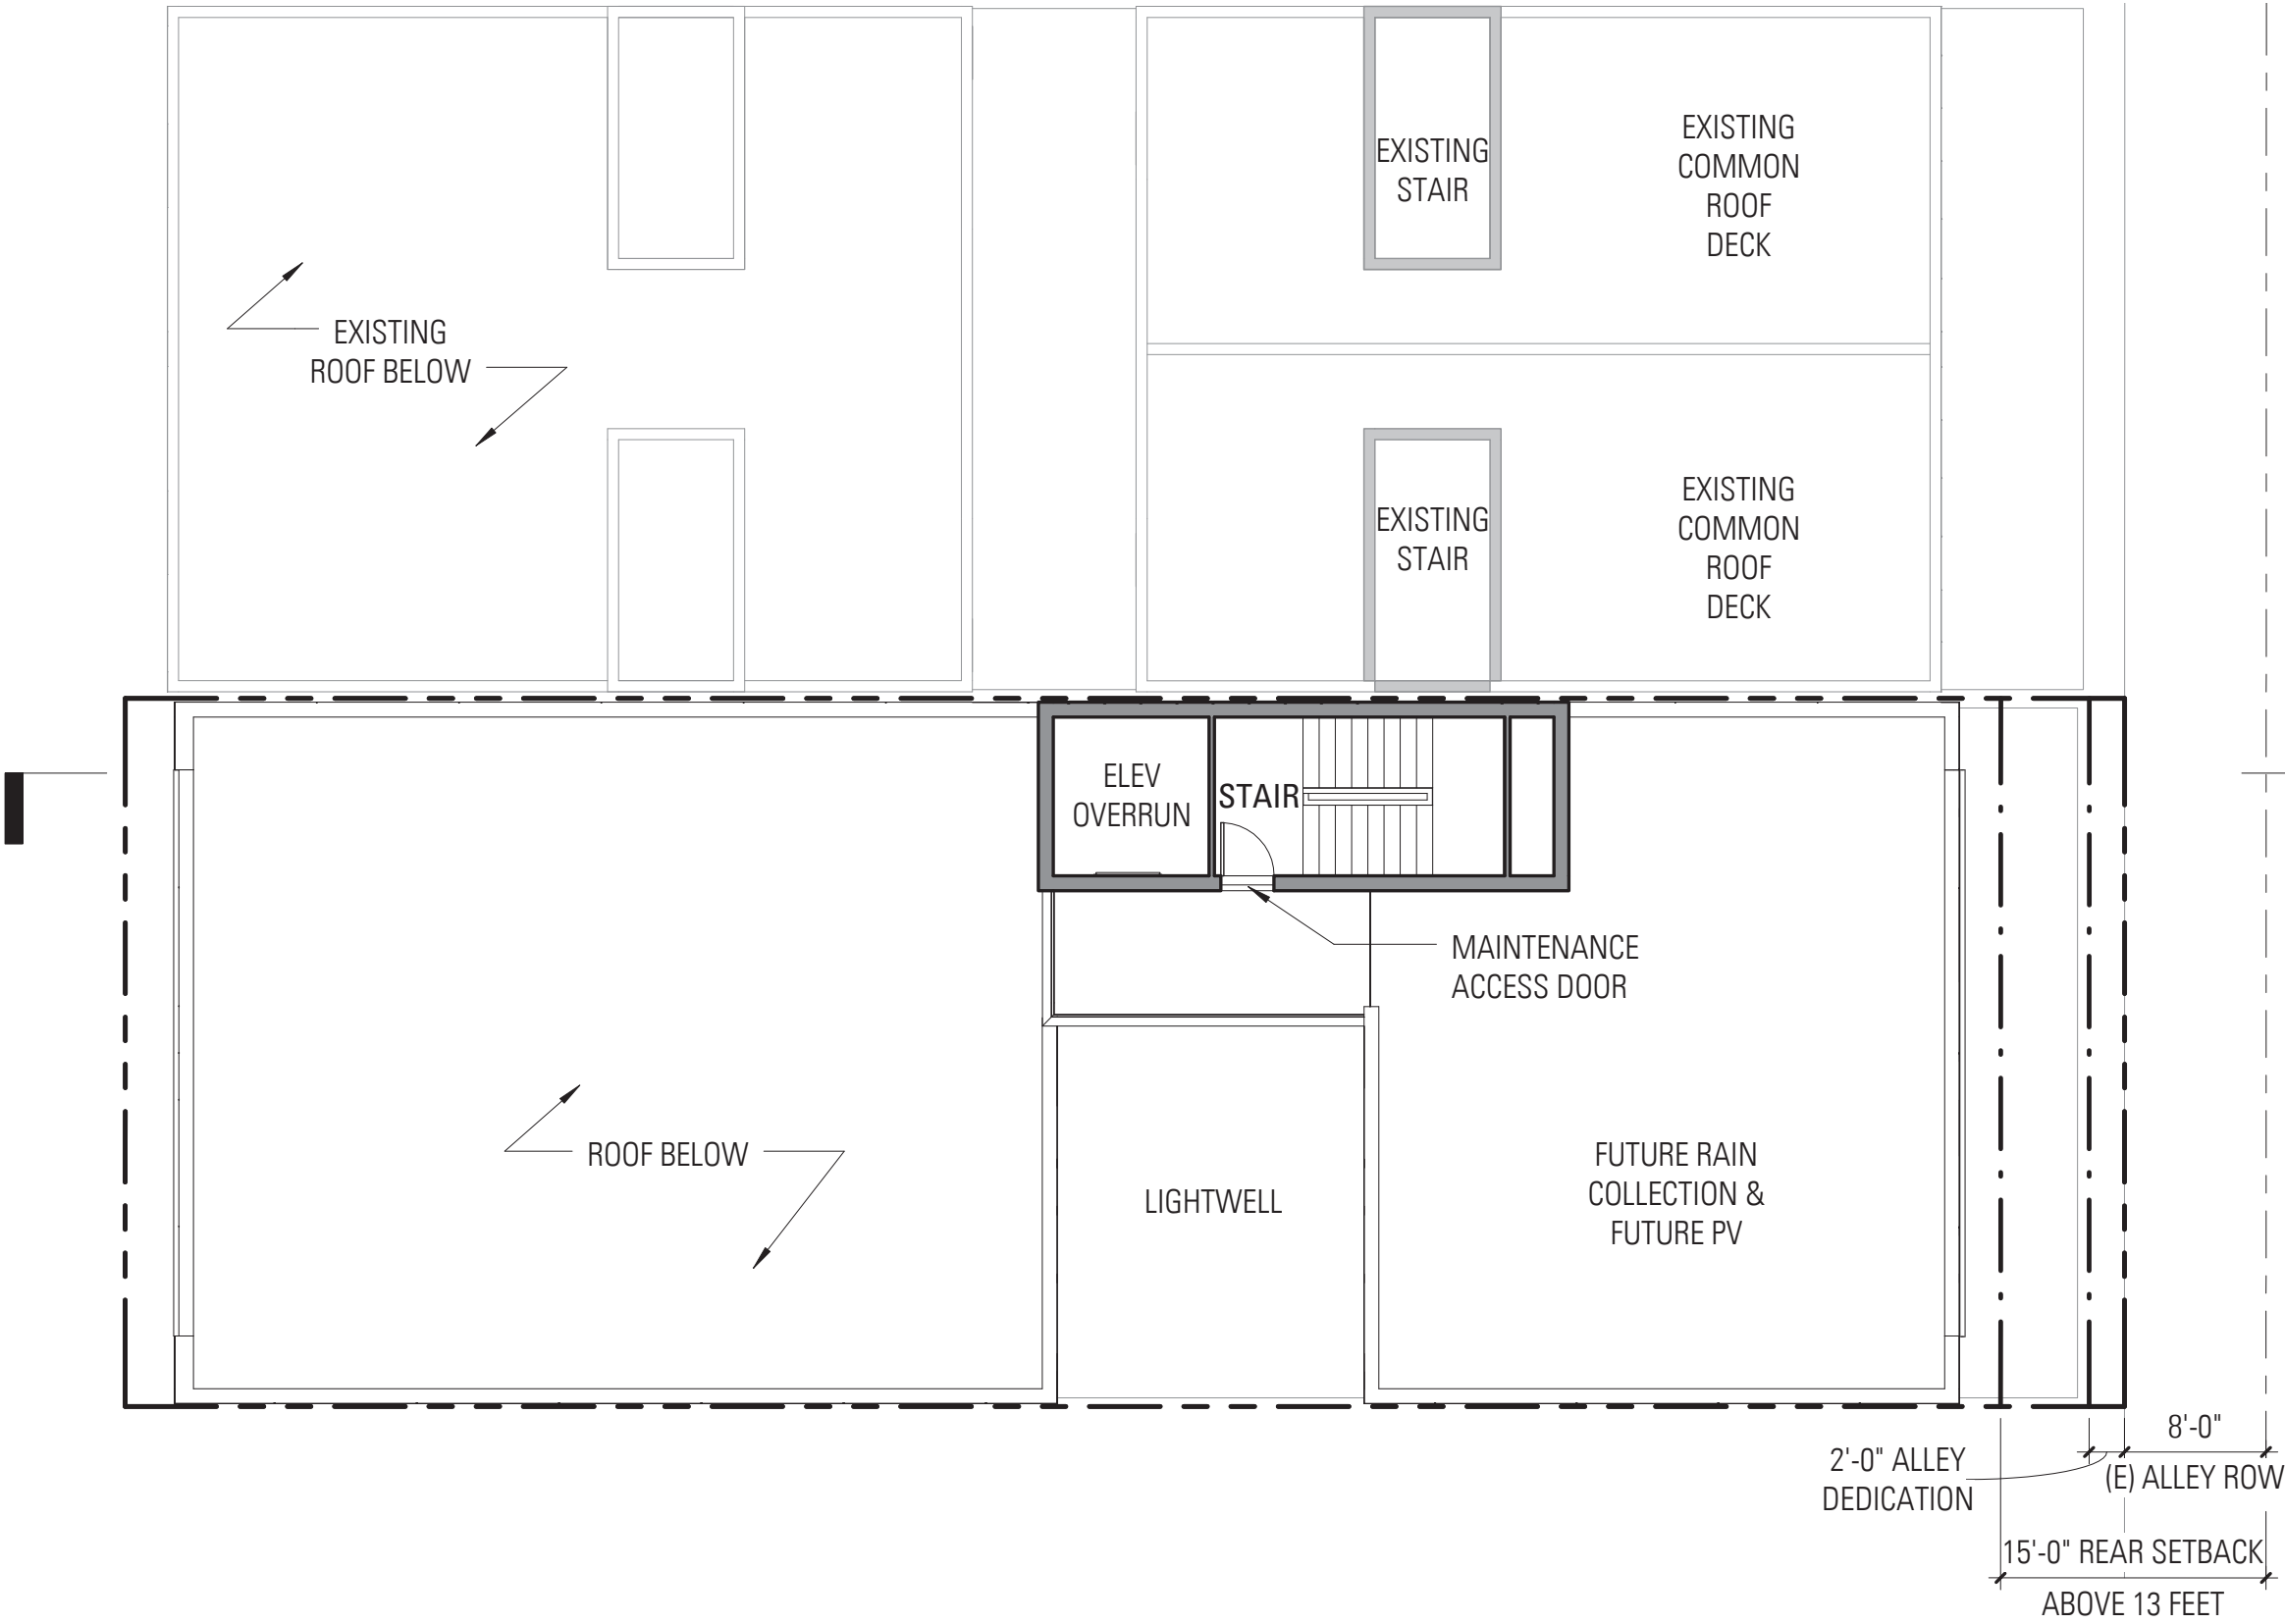 EXISTING
STAIR
EXISTING
COMMON
ROOF
DECK
EXISTING
ROOF BELOW
EXISTING
STAIR
EXISTING
COMMON
ROOF
DECK
ELEV
OVERRUN
STAIR
MAINTENANCE
ACCESS DOOR
ROOF BELOW
LIGHTWELL
FUTURE RAIN
COLLECTION &
FUTURE PV
2'-0" ALLEY
DEDICATION
8'-0"
(E) ALLEY ROW
15'-0" REAR SETBACK
ABOVE 13 FEET